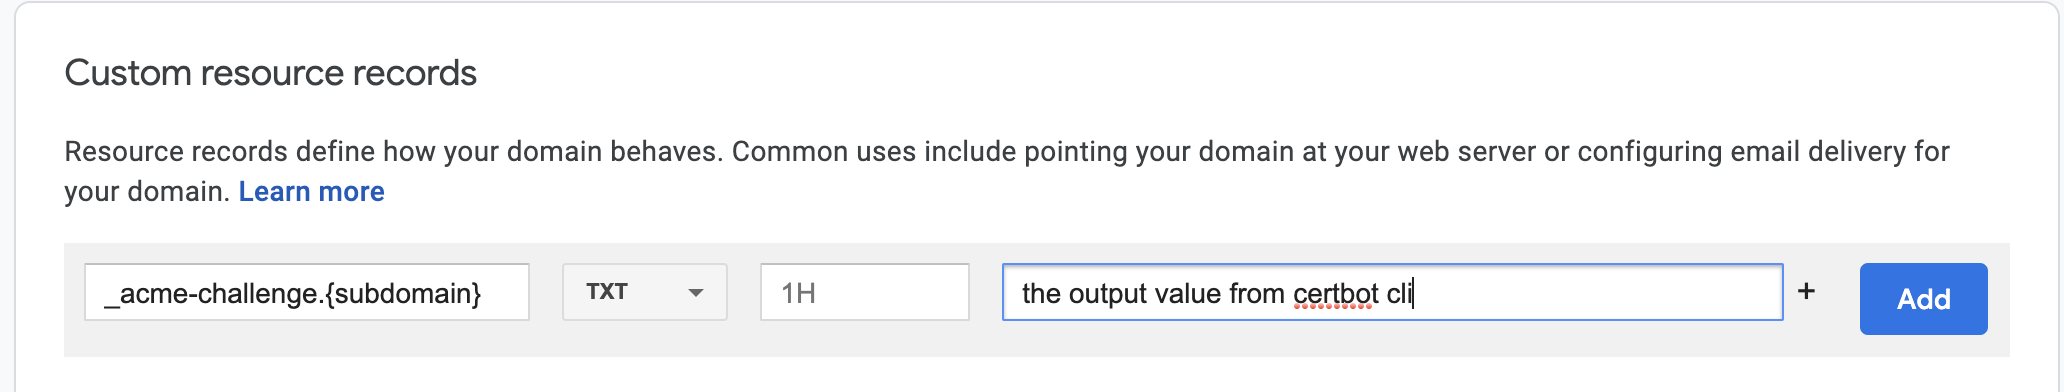 Custom resource records
Resource records define how your domain behaves. Common uses include pointing your domain at your web server or configuring email delivery for
your domain. Learn more
_acme-challenge.{subdomain} TXT 1H the output value from certbot cli + Add